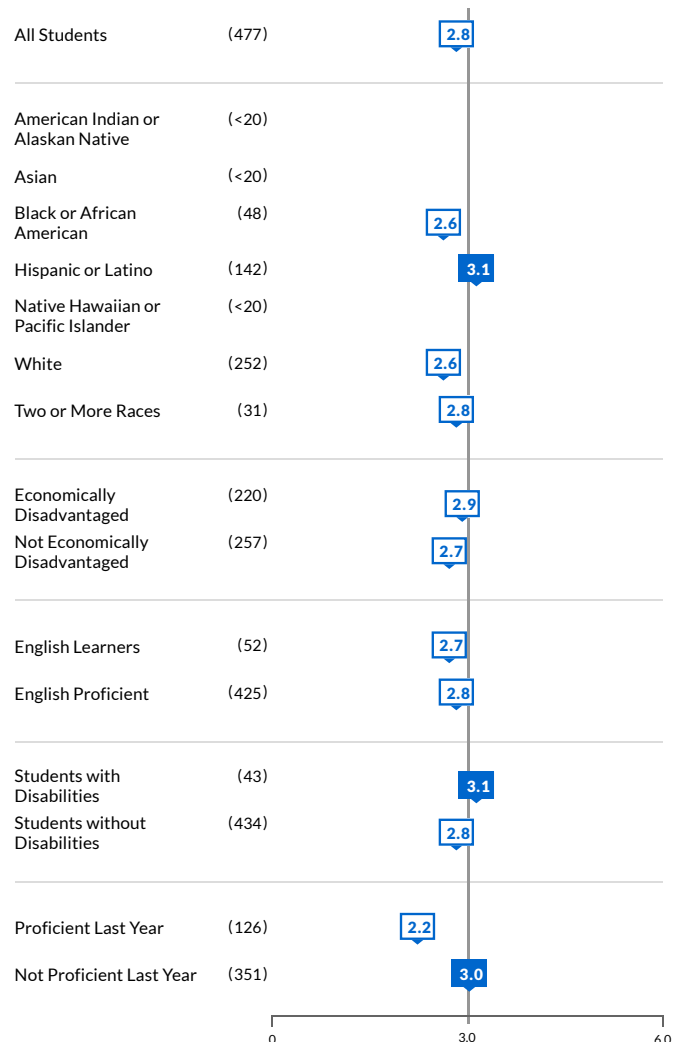 All Students (477) 2.8
American Indian or (<20)
Alaskan Native
Asian (<20)
Black or African (48) 2.6
American
Hispanic or Latino (142) 3.1
Native Hawaiian or (<20)
Pacific Islander
White (252) 2.6
Two or More Races (31) 2.8
Economically (220) 2.9
Disadvantaged
Not Economically (257) 2.7
Disadvantaged
English Learners (52) 2.7
English Proficient (425) 2.8
Students with (43) 3.1
Disabilities
Students without (434) 2.8
Disabilities
Proficient Last Year (126) 2.2
Not Proficient Last Year (351) 3.0
0 3.0 6.0